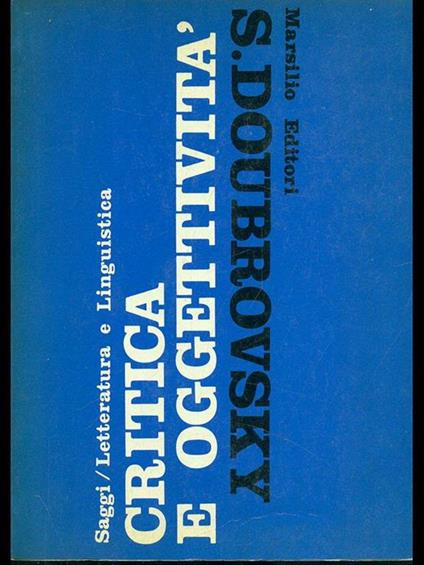 Saggi/Letteratura e Linguistica
CRITICA
E OGGETTIVITA'
S.DOUBROVSKY
Marsilio Editori